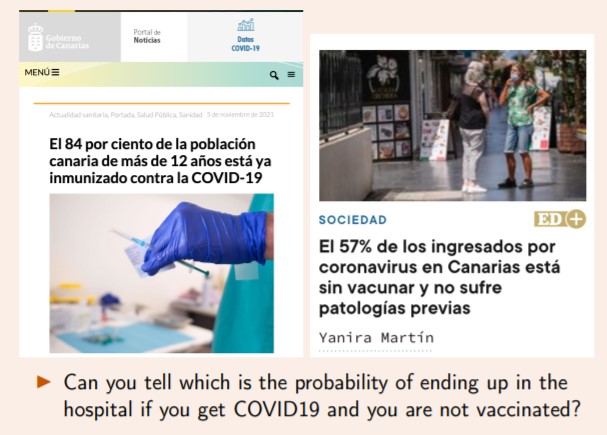 Gobierno
de Canarias
Portal de
Noticias
Datos
COVID-19
MENÚ
Actualidad sanitaria, Portada, Salud Pública, Sanidad 5 de noviembre de 2021
El 84 por ciento de la población
canaria de más de 12 años está ya
inmunizado contra la COVID-19
SOCIEDAD
ED+
El 57% de los ingresados por
coronavirus en Canarias está
sin vacunar y no sufre
patologías previas
Yanira Martín
Can you tell which is the probability of ending up in the
hospital if you get COVID19 and you are not vaccinated?